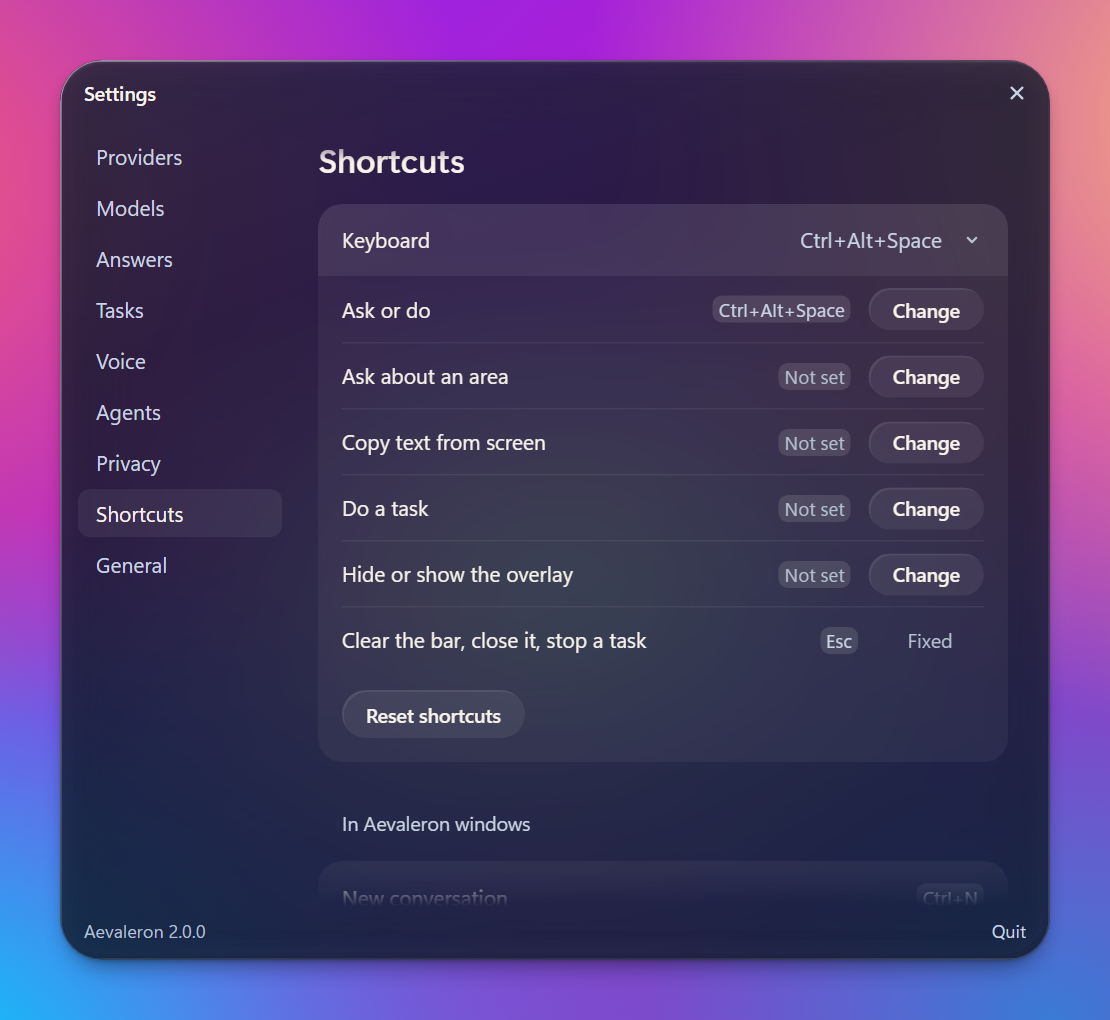 Settings
Providers
Models
Answers
Tasks
Voice
Agents
Privacy
Shortcuts
General
Shortcuts
Keyboard Ctrl+Alt+Space
Ask or do Ctrl+Alt+Space Change
Ask about an area Not set Change
Copy text from screen Not set Change
Do a task Not set Change
Hide or show the overlay Not set Change
Clear the bar, close it, stop a task Esc Fixed
Reset shortcuts
In Aevaleron windows
New conversation Ctrl+N
Aevaleron 2.0.0 Quit